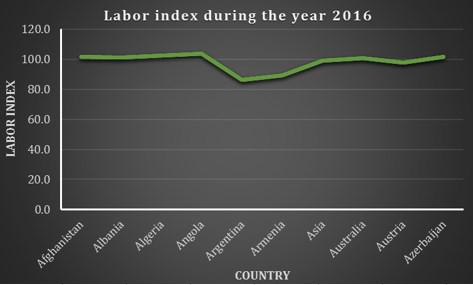 Labor index during the year 2016
120.0
100.0
80.0
60.0
40.0
20.0
0.0
LABOR INDEX
Afghanistan
Albania
Algeria
Angola
Argentina
Armenia
Asia
Australia
Austria
Azerbaijan
COUNTRY